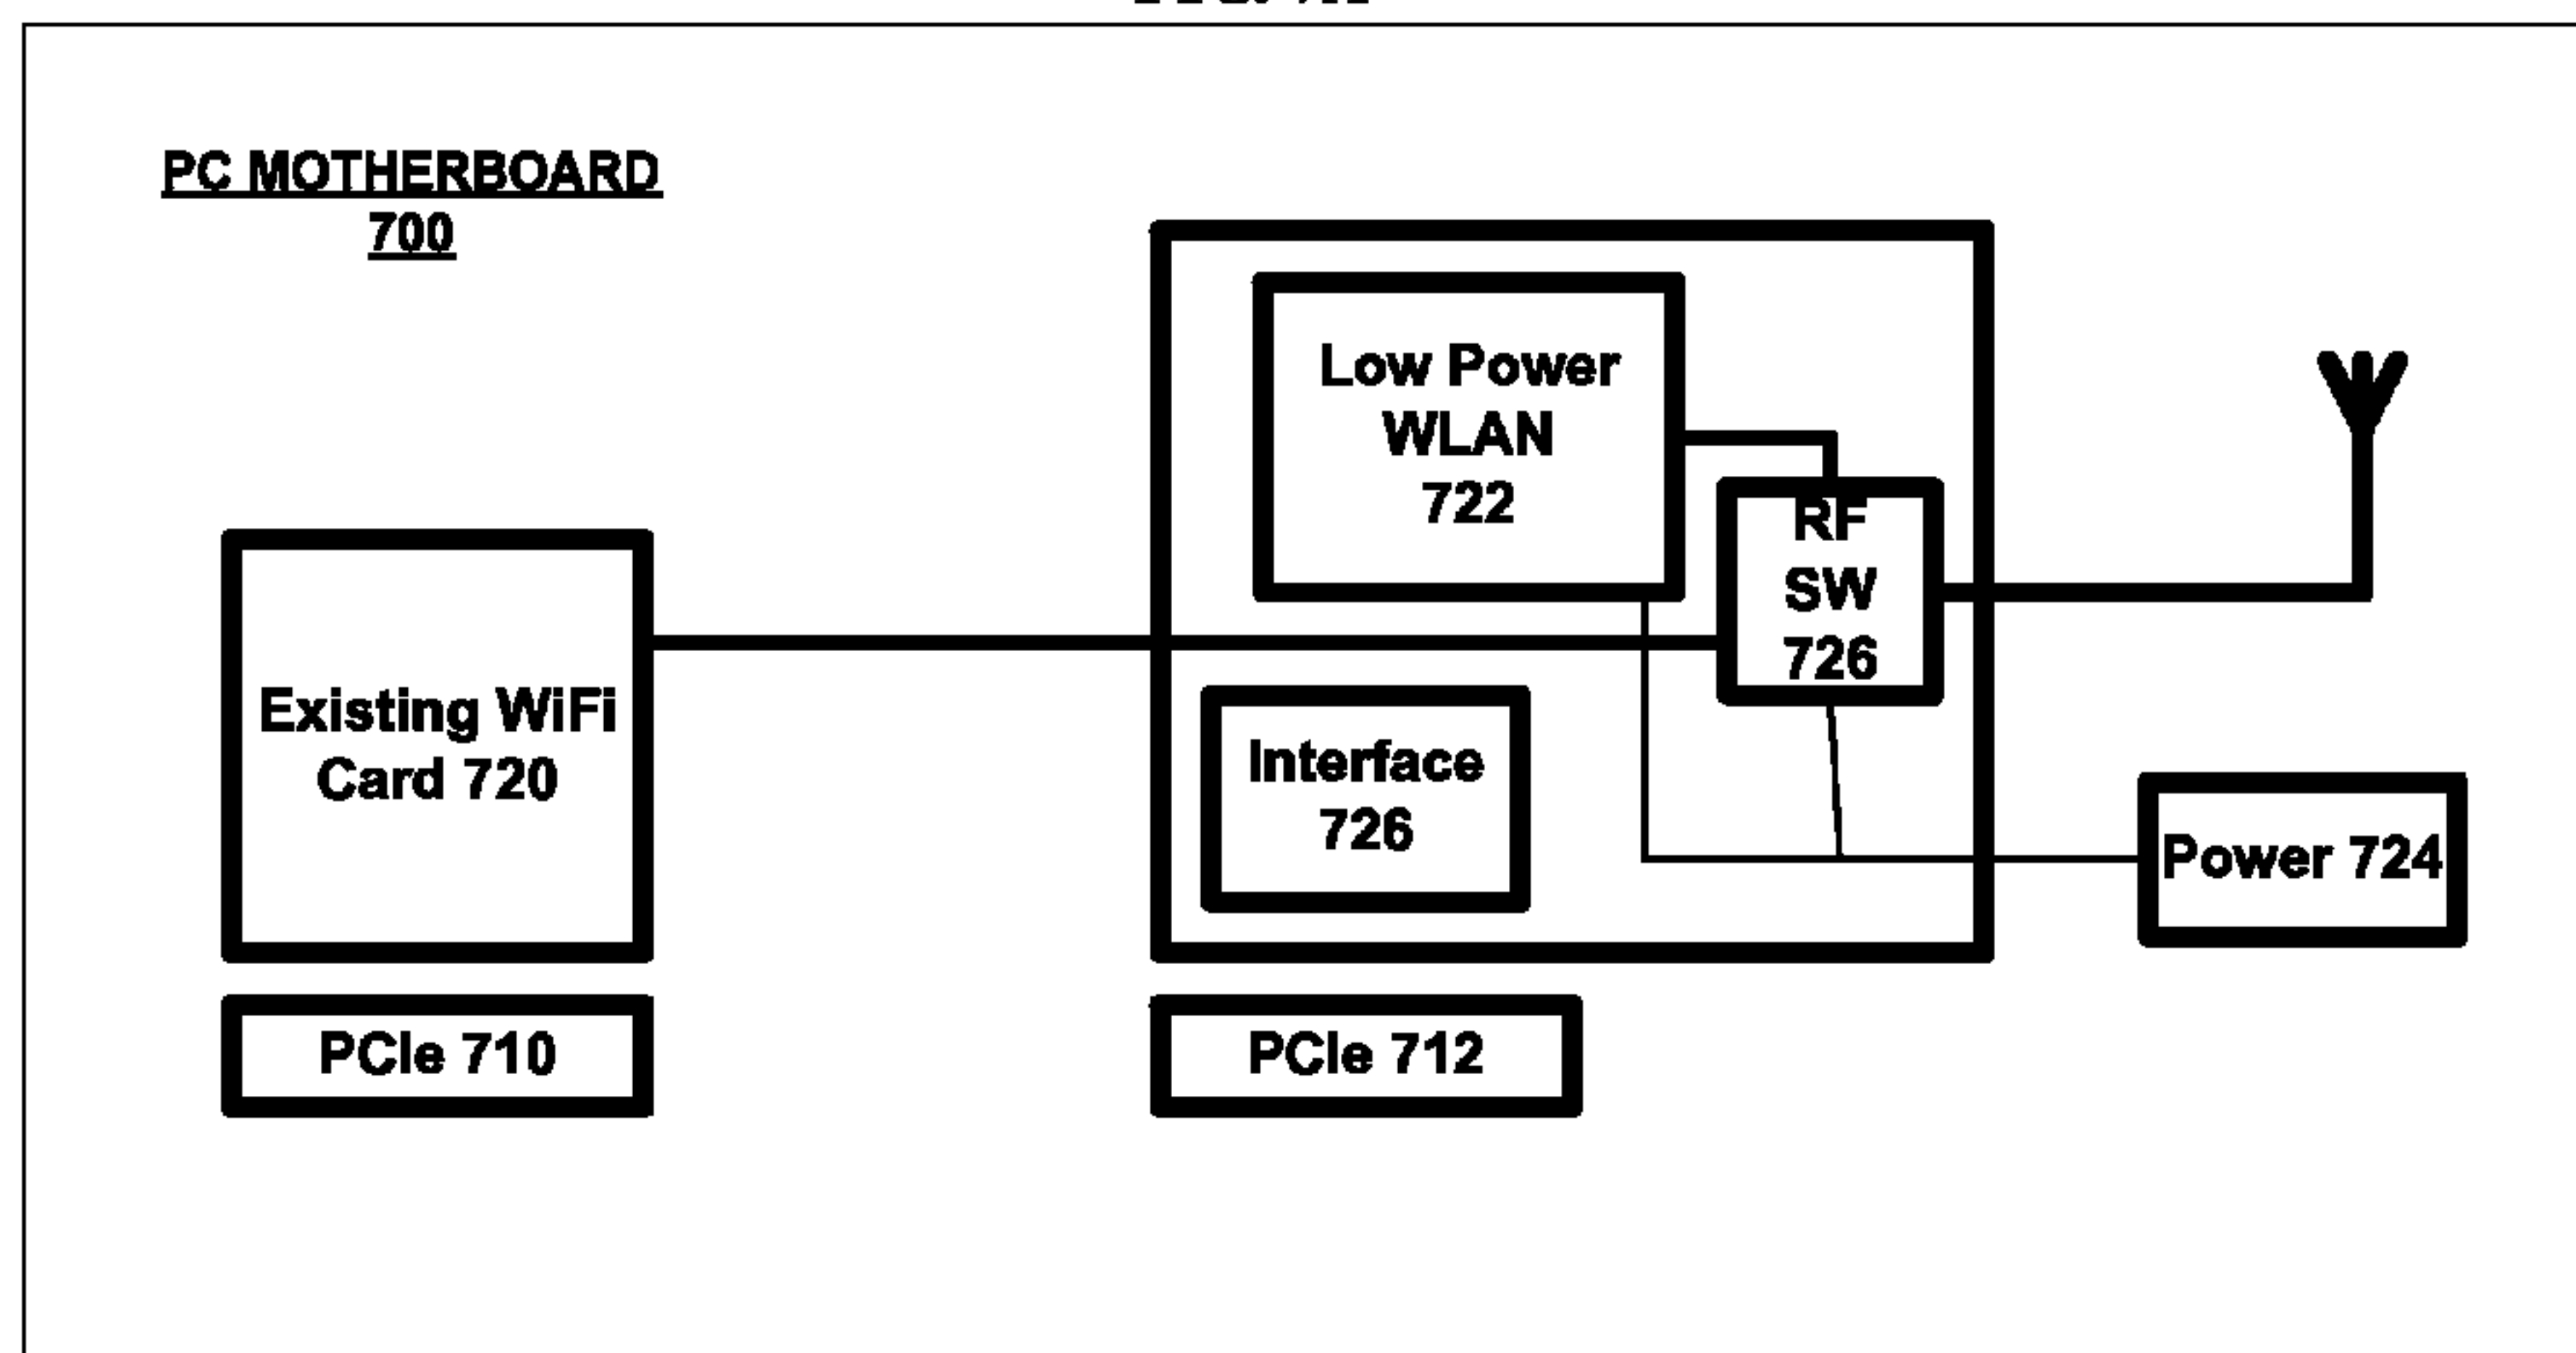 PC MOTHERBOARD
700
Low Power
WLAN
722
RF
SW
726
Existing WiFi
Card 720
Interface
726
Power 724
PCIe 710
PCIe 712